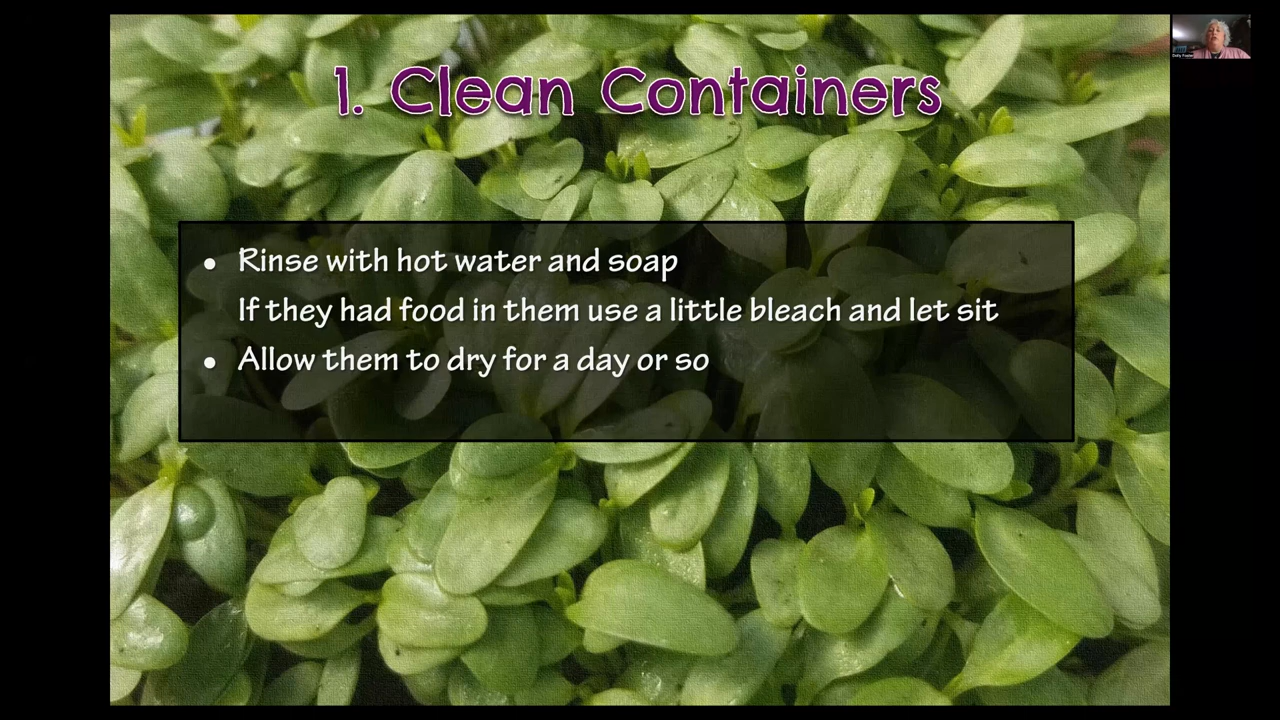 1. Clean Containers
• Rinse with hot water and soap
If they had food in them use a little bleach and let sit
• Allow them to dry for a day or so